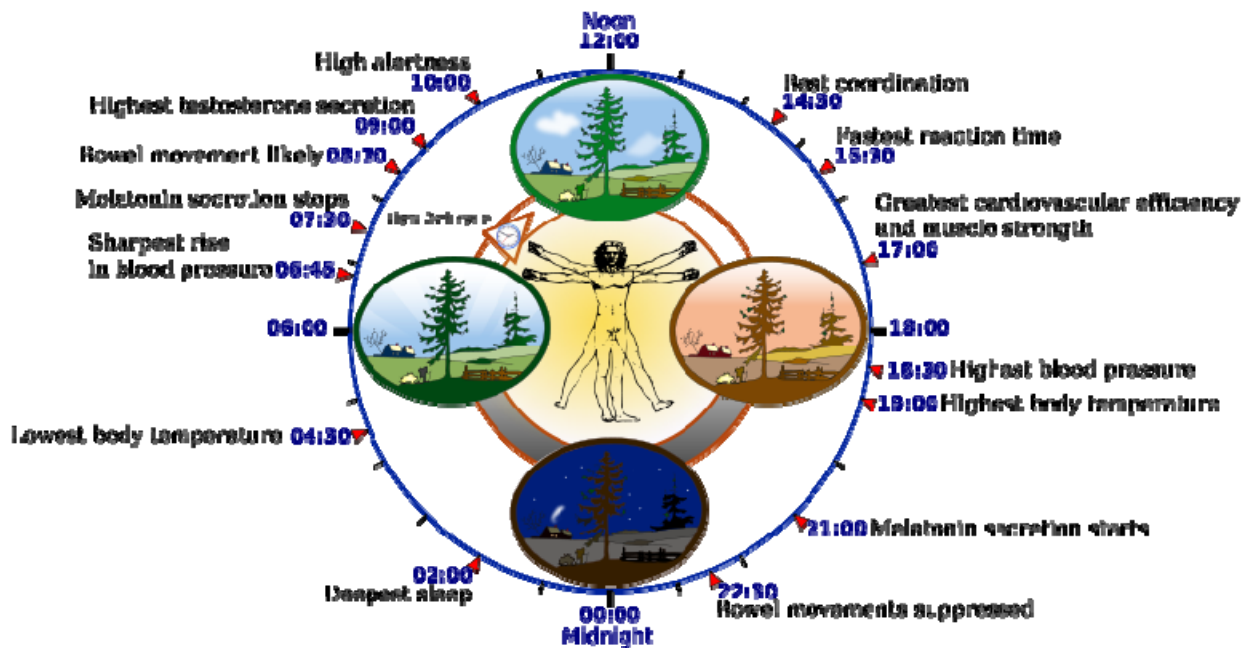 Noon
12:00
High alertness
10:00
Highest testosterone secretion
09:00
Bowel movement likely 08:30
Melatonin secretion stops
07:30
Sharpest rise
in blood pressure 06:45
06:00
Lowest body temperature 04:30
02:00
Deepest sleep
00:00
Midnight
Best coordination
14:30
Fastest reaction time
15:30
Greatest cardiovascular efficiency
and muscle strength
17:00
18:00
18:30 Highest blood pressure
19:00 Highest body temperature
21:00 Melatonin secretion starts
22:30
Bowel movements suppressed